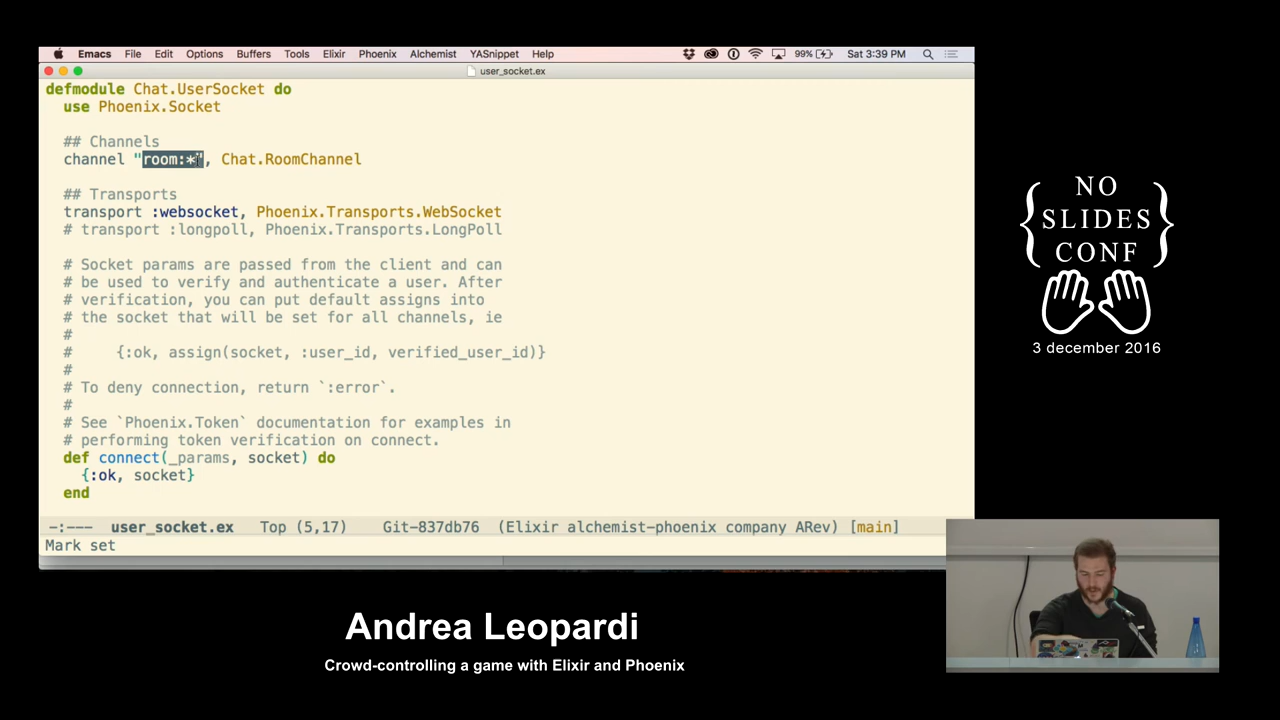 Emacs File Edit Options Buffers Tools Elixir Phoenix Alchemist YASnippet Help 99% Sat 3:39 PM
user_socket.ex
defmodule Chat.UserSocket do
use Phoenix.Socket
## Channels
channel "room:*", Chat.RoomChannel
## Transports
transport :websocket, Phoenix.Transports.WebSocket
# transport :longpoll, Phoenix.Transports.LongPoll
# Socket params are passed from the client and can
# be used to verify and authenticate a user. After
# verification, you can put default assigns into
# the socket that will be set for all channels, ie
#
# {:ok, assign(socket, :user_id, verified_user_id)}
#
# To deny connection, return `:error`.
#
# See `Phoenix.Token` documentation for examples in
# performing token verification on connect.
def connect(_params, socket) do
{:ok, socket}
end
-:--- user_socket.ex Top (5,17) Git-837db76 (Elixir alchemist-phoenix company ARev) [main]
Mark set
NO
SLIDES
CONF
3 december 2016
Andrea Leopardi
Crowd-controlling a game with Elixir and Phoenix